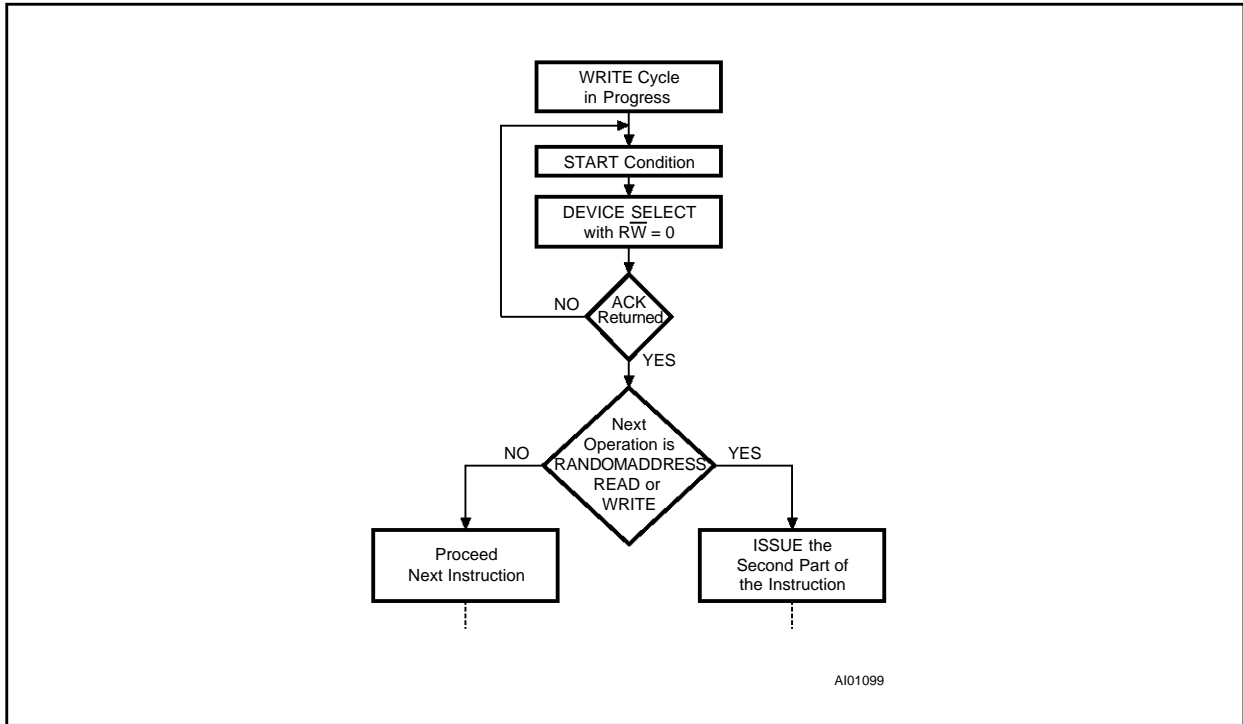 WRITE Cycle
in Progress
START Condition
DEVICE SELECT
with RW̅ = 0
NO
ACK
Returned
YES
NO
Next
Operation is
RANDOMADDRESS
READ or
WRITE
YES
Proceed
Next Instruction
ISSUE the
Second Part of
the Instruction
AI01099